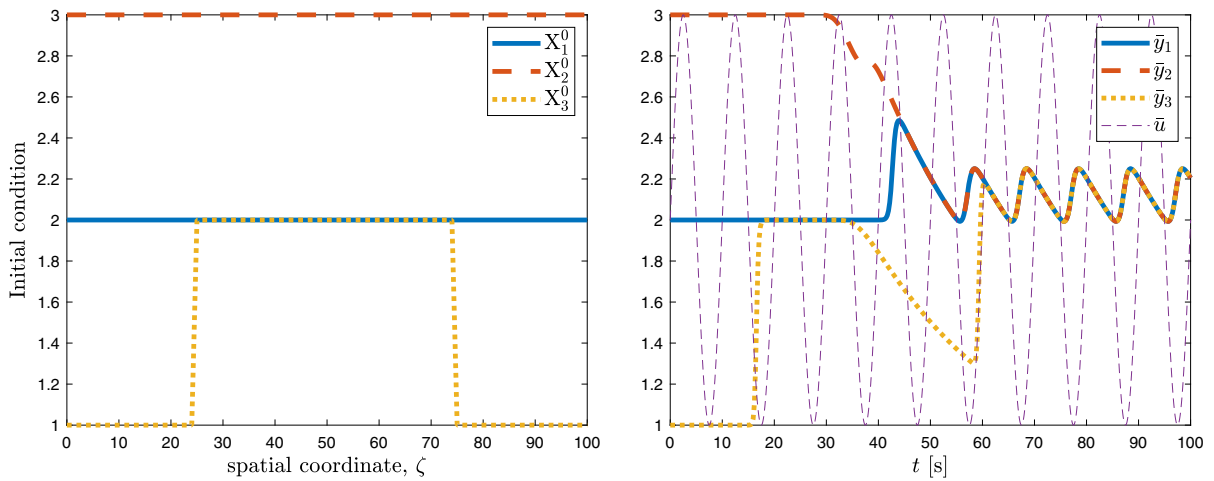 Initial condition
3
2.8
2.6
2.4
2.2
2
1.8
1.6
1.4
1.2
1
0 10 20 30 40 50 60 70 80 90 100
spatial coordinate, ζ
X₁⁰
X₂⁰
X₃⁰
3
2.8
2.6
2.4
2.2
2
1.8
1.6
1.4
1.2
1
0 10 20 30 40 50 60 70 80 90 100
t [s]
ȳ₁
ȳ₂
ȳ₃
ū